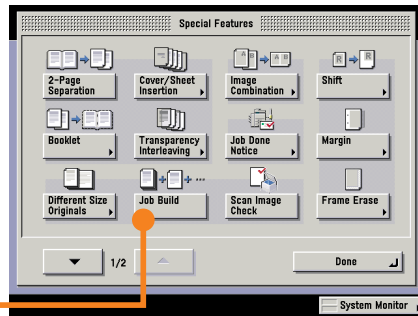 Special Features
2-Page
Separation
Cover/Sheet
Insertion
Image
Combination
Shift
Booklet
Transparency
Interleaving
Job Done
Notice
Margin
Different Size
Originals
Job Build
Scan Image
Check
Frame Erase
1/2
Done
System Monitor